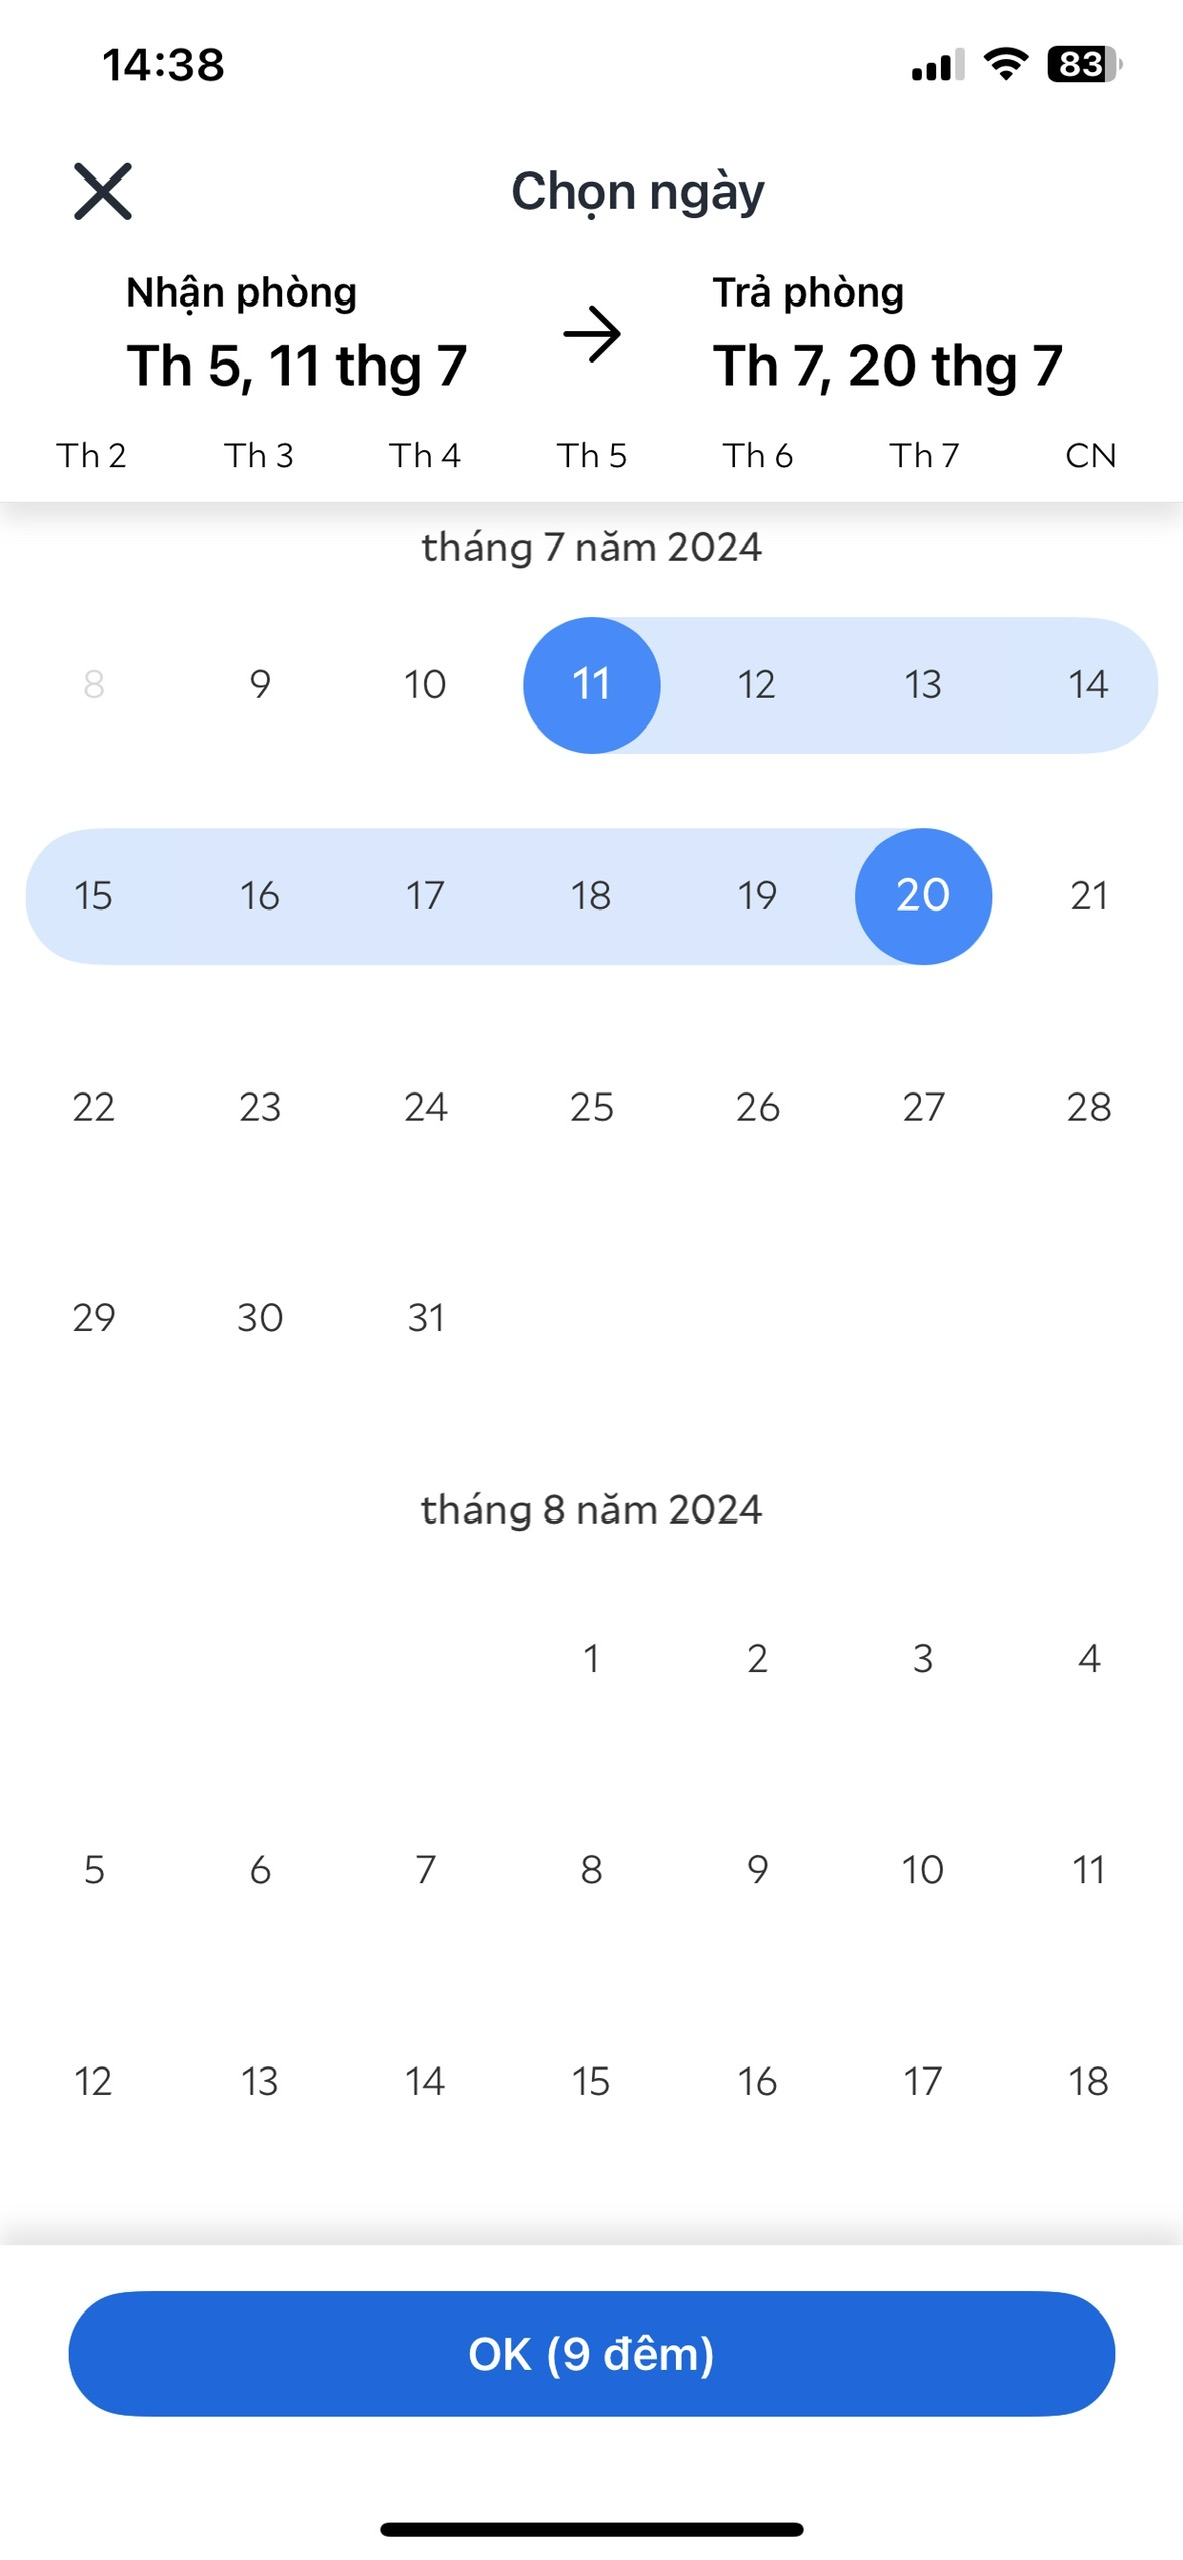 14:38
83
Chọn ngày
Nhận phòng
Th 5, 11 thg 7
Trả phòng
Th 7, 20 thg 7
Th 2 Th 3 Th 4 Th 5 Th 6 Th 7 CN
tháng 7 năm 2024
8 9 10 11 12 13 14
15 16 17 18 19 20 21
22 23 24 25 26 27 28
29 30 31
tháng 8 năm 2024
1 2 3 4
5 6 7 8 9 10 11
12 13 14 15 16 17 18
OK (9 đêm)